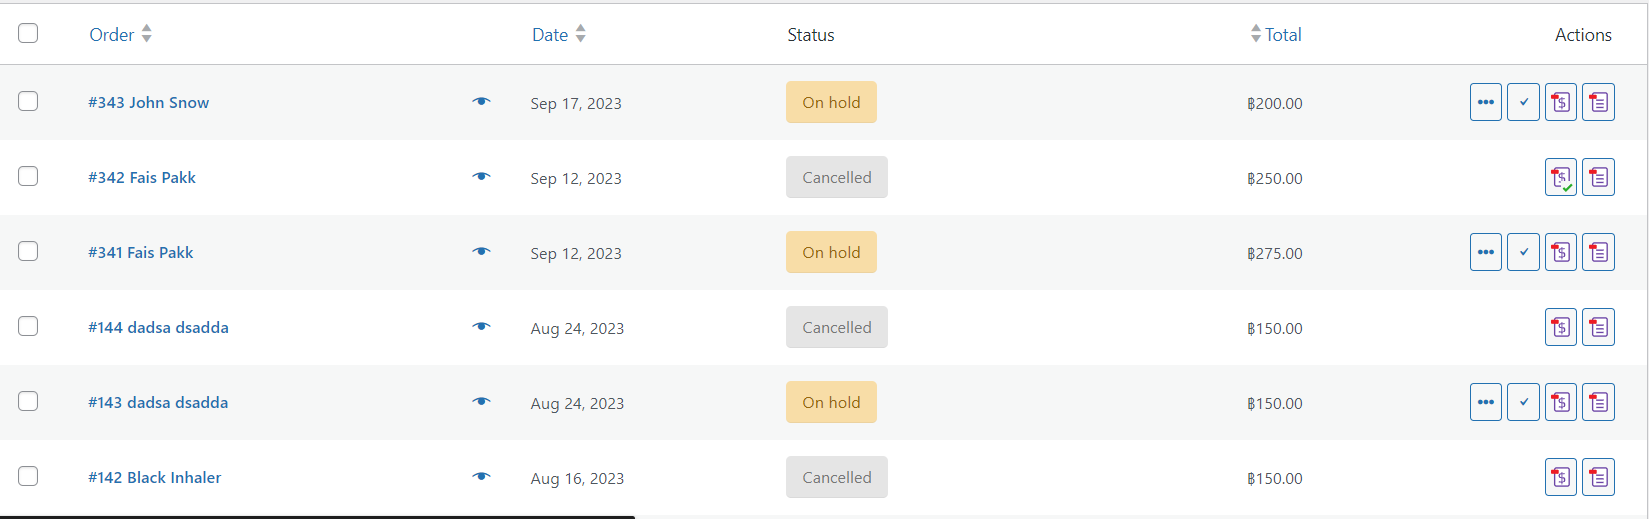 Order Date Status Total Actions
#343 John Snow Sep 17, 2023 On hold ฿200.00
#342 Fais Pakk Sep 12, 2023 Cancelled ฿250.00
#341 Fais Pakk Sep 12, 2023 On hold ฿275.00
#144 dadsa dsadda Aug 24, 2023 Cancelled ฿150.00
#143 dadsa dsadda Aug 24, 2023 On hold ฿150.00
#142 Black Inhaler Aug 16, 2023 Cancelled ฿150.00